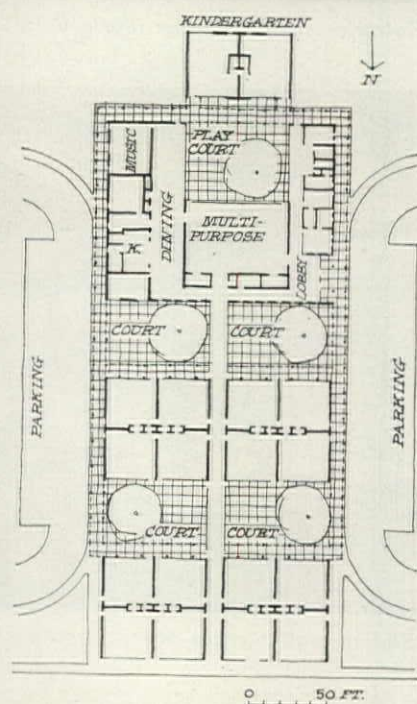 KINDERGARTEN
N
PLAY
COURT
MUSIC
DINING
MULTI-
PURPOSE
K.
LOBBY
COURT
COURT
PARKING
PARKING
COURT
COURT
0 50 FT.